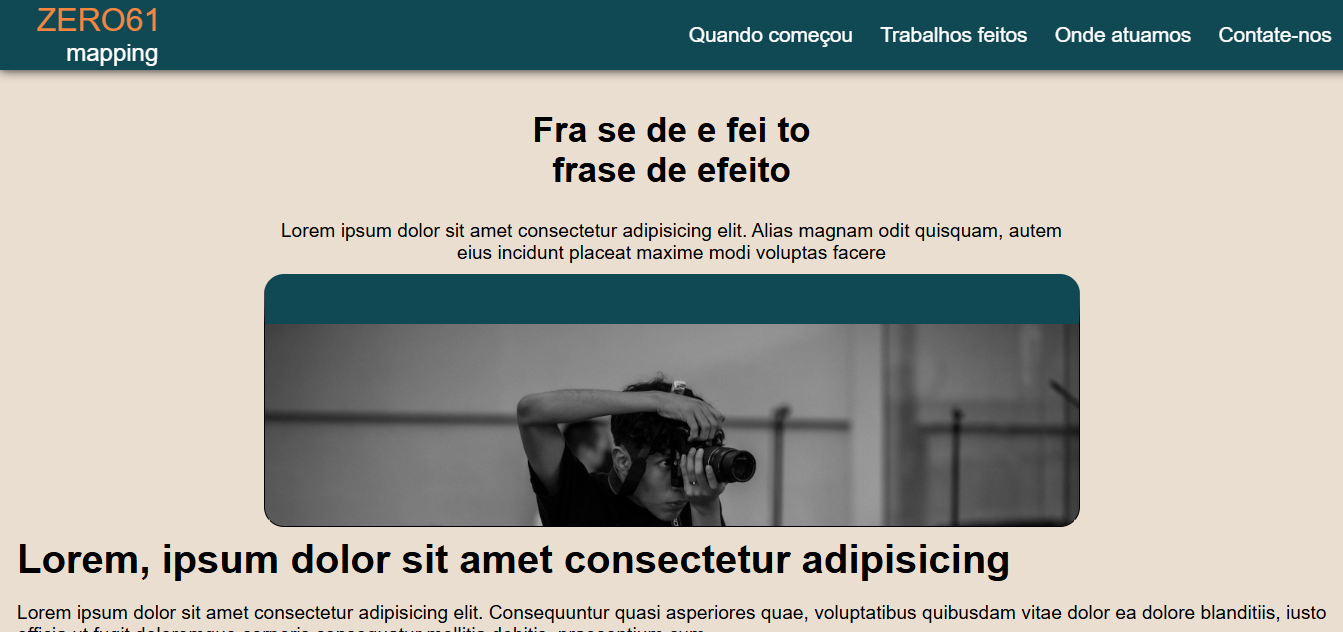 ZERO61
mapping
Quando começou Trabalhos feitos Onde atuamos Contate-nos
Fra se de e fei to
frase de efeito
Lorem ipsum dolor sit amet consectetur adipisicing elit. Alias magnam odit quisquam, autem
eius incidunt placeat maxime modi voluptas facere
Lorem, ipsum dolor sit amet consectetur adipisicing
Lorem ipsum dolor sit amet consectetur adipisicing elit. Consequuntur quasi asperiores quae, voluptatibus quibusdam vitae dolor ea dolore blanditiis, iusto